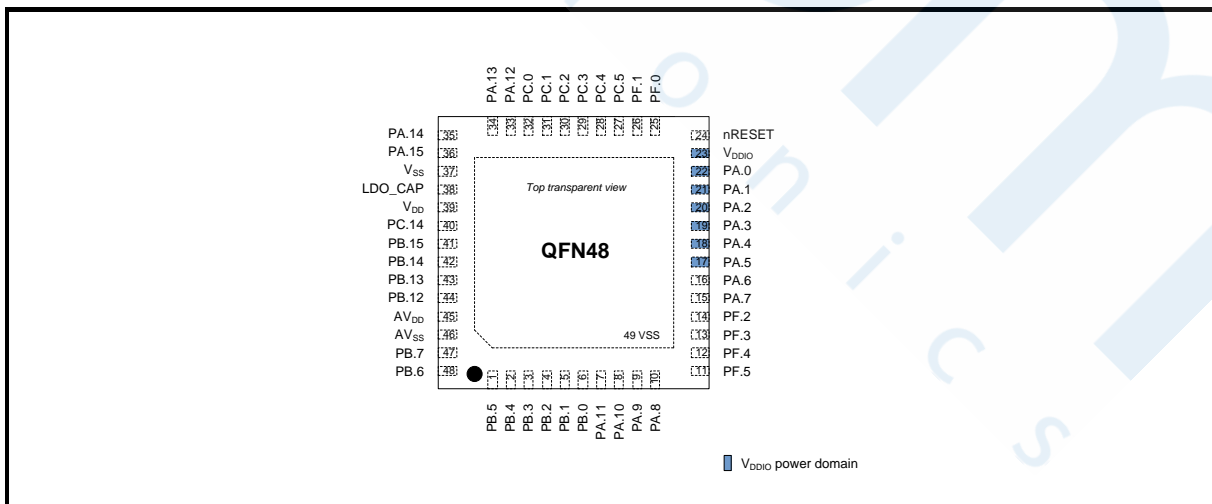 PA.13
PA.12
PC.0
PC.1
PC.2
PC.3
PC.4
PC.5
PF.1
PF.0
34
33
32
31
30
29
28
27
26
25
PA.14 35
PA.15 36
VSS 37
LDO_CAP 38
VDD 39
PC.14 40
PB.15 41
PB.14 42
PB.13 43
PB.12 44
AVDD 45
AVSS 46
PB.7 47
PB.6 48
Top transparent view
QFN48
49 VSS
24 nRESET
23 VDDIO
22 PA.0
21 PA.1
20 PA.2
19 PA.3
18 PA.4
17 PA.5
16 PA.6
15 PA.7
14 PF.2
13 PF.3
12 PF.4
11 PF.5
1
2
3
4
5
6
7
8
9
10
PB.5
PB.4
PB.3
PB.2
PB.1
PB.0
PA.11
PA.10
PA.9
PA.8
VDDIO power domain
onics